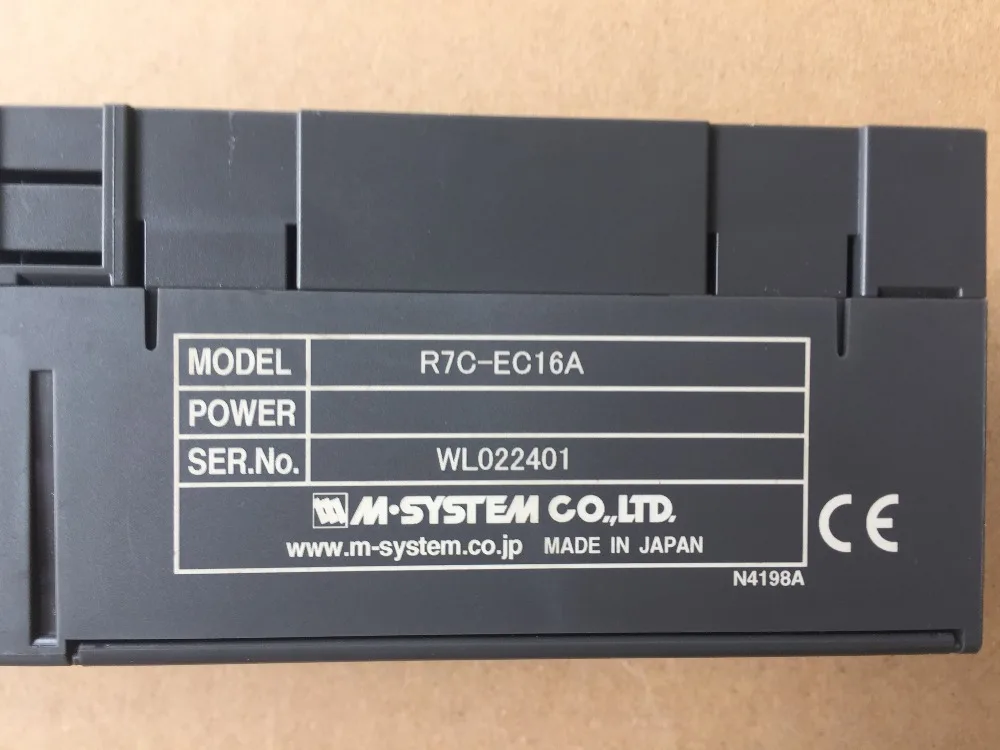 MODEL R7C-EC16A
POWER
SER.No. WL022401
M·SYSTEM CO.,LTD.
www.m-system.co.jp MADE IN JAPAN
CE
N4198A